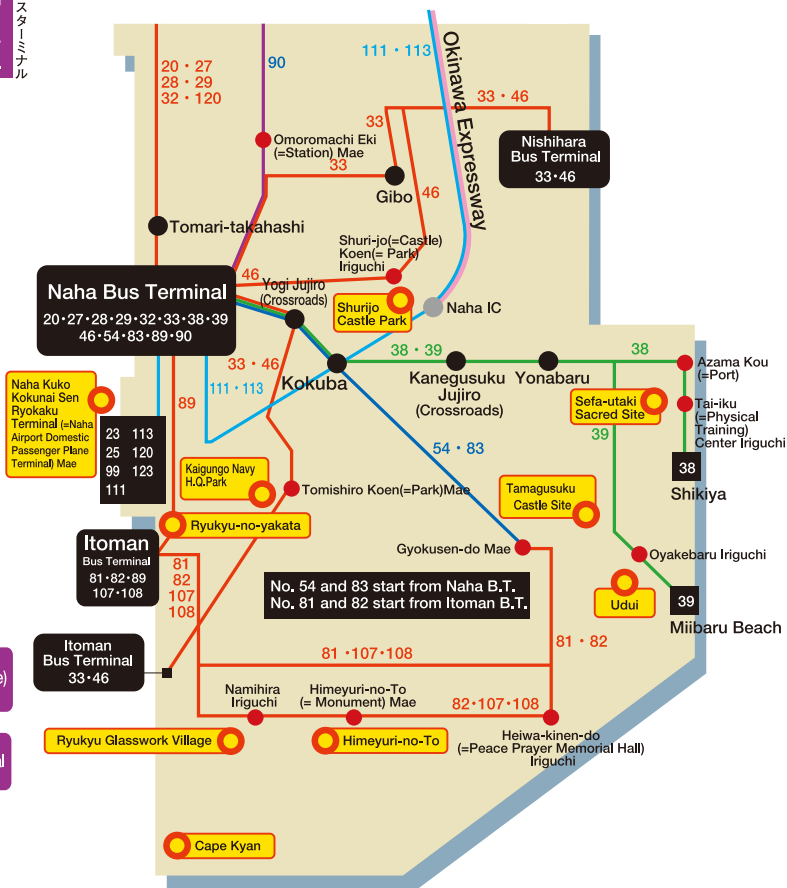 スターミナル
20・27
28・29
32・120
90
111・113
Okinawa Expressway
33・46
33
Omoromachi Eki
(=Station) Mae
33
Nishihara
Bus Terminal
33・46
Gibo
46
Tomari-takahashi
Shuri-jo(=Castle)
Koen(= Park)
Iriguchi
46
Yogi Jujiro
(Crossroads)
Naha Bus Terminal
20・27・28・29・32・33・38・39
46・54・83・89・90
Shurijo
Castle Park
Naha IC
38・39
38
33・46
Kokuba
Kanegusuku
Jujiro
(Crossroads)
Yonabaru
Azama Kou
(=Port)
Naha Kuko
Kokunai Sen
Ryokaku
Terminal (=Naha
Airport Domestic
Passenger Plane
Terminal) Mae
89
111・113
Sefa-utaki
Sacred Site
Tai-iku
(=Physical
Training)
Center Iriguchi
39
23 113
25 120
99 123
111
54・83
38
Shikiya
Kaigungo Navy
H.Q.Park
Tomishiro Koen(=Park)Mae
Tamagusuku
Castle Site
Ryukyu-no-yakata
Itoman
Bus Terminal
81・82・89
107・108
81
82
107
108
Gyokusen-do Mae
Oyakebaru Iriguchi
No. 54 and 83 start from Naha B.T.
No. 81 and 82 start from Itoman B.T.
Udui
39
Miibaru Beach
Itoman
Bus Terminal
33・46
81・107・108
81・82
e)
Namihira
Iriguchi
Himeyuri-no-To
(= Monument) Mae
82・107・108
Ryukyu Glasswork Village
Himeyuri-no-To
Heiwa-kinen-do
(=Peace Prayer Memorial Hall)
Iriguchi
al
Cape Kyan